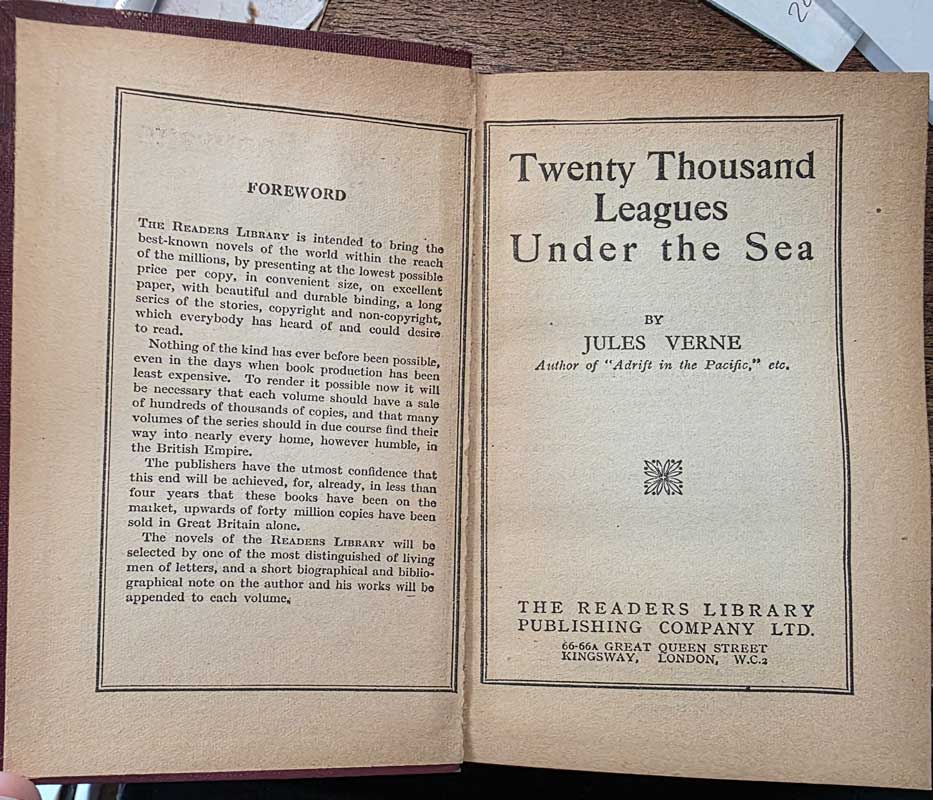 FOREWORD
THE READERS LIBRARY is intended to bring the
best-known novels of the world within the reach
of the millions, by presenting at the lowest possible
price per copy, in convenient size, on excellent
paper, with beautiful and durable binding, a long
series of the stories, copyright and non-copyright,
which everybody has heard of and could desire
to read.
Nothing of the kind has ever before been possible,
even in the days when book production has been
least expensive. To render it possible now it will
be necessary that each volume should have a sale
of hundreds of thousands of copies, and that many
volumes of the series should in due course find their
way into nearly every home, however humble, in
the British Empire.
The publishers have the utmost confidence that
this end will be achieved, for, already, in less than
four years that these books have been on the
market, upwards of forty million copies have been
sold in Great Britain alone.
The novels of the READERS LIBRARY will be
selected by one of the most distinguished of living
men of letters, and a short biographical and biblio-
graphical note on the author and his works will be
appended to each volume.
Twenty Thousand
Leagues
Under the Sea
BY
JULES VERNE
Author of "Adrift in the Pacific," etc.
THE READERS LIBRARY
PUBLISHING COMPANY LTD.
66-66A GREAT QUEEN STREET
KINGSWAY, LONDON, W.C.2